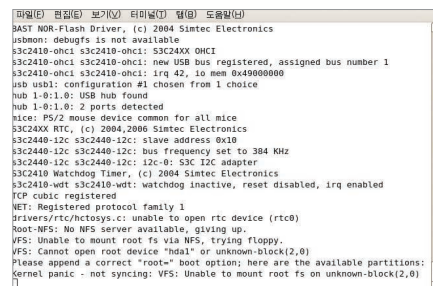 파일(F) 편집(E) 보기(V) 터미널(T) 탭(B) 도움말(H)
BAST NOR-Flash Driver, (c) 2004 Simtec Electronics
usbmon: debugfs is not available
s3c2410-ohci s3c2410-ohci: S3C24XX OHCI
s3c2410-ohci s3c2410-ohci: new USB bus registered, assigned bus number 1
s3c2410-ohci s3c2410-ohci: irq 42, io mem 0x49000000
usb usb1: configuration #1 chosen from 1 choice
hub 1-0:1.0: USB hub found
hub 1-0:1.0: 2 ports detected
mice: PS/2 mouse device common for all mice
S3C24XX RTC, (c) 2004,2006 Simtec Electronics
s3c2440-i2c s3c2440-i2c: slave address 0x10
s3c2440-i2c s3c2440-i2c: bus frequency set to 384 KHz
s3c2440-i2c s3c2440-i2c: i2c-0: S3C I2C adapter
S3C2410 Watchdog Timer, (c) 2004 Simtec Electronics
s3c2410-wdt s3c2410-wdt: watchdog inactive, reset disabled, irq enabled
TCP cubic registered
NET: Registered protocol family 1
drivers/rtc/hctosys.c: unable to open rtc device (rtc0)
Root-NFS: No NFS server available, giving up.
VFS: Unable to mount root fs via NFS, trying floppy.
VFS: Cannot open root device "hda1" or unknown-block(2,0)
Please append a correct "root=" boot option; here are the available partitions:
Kernel panic - not syncing: VFS: Unable to mount root fs on unknown-block(2,0)